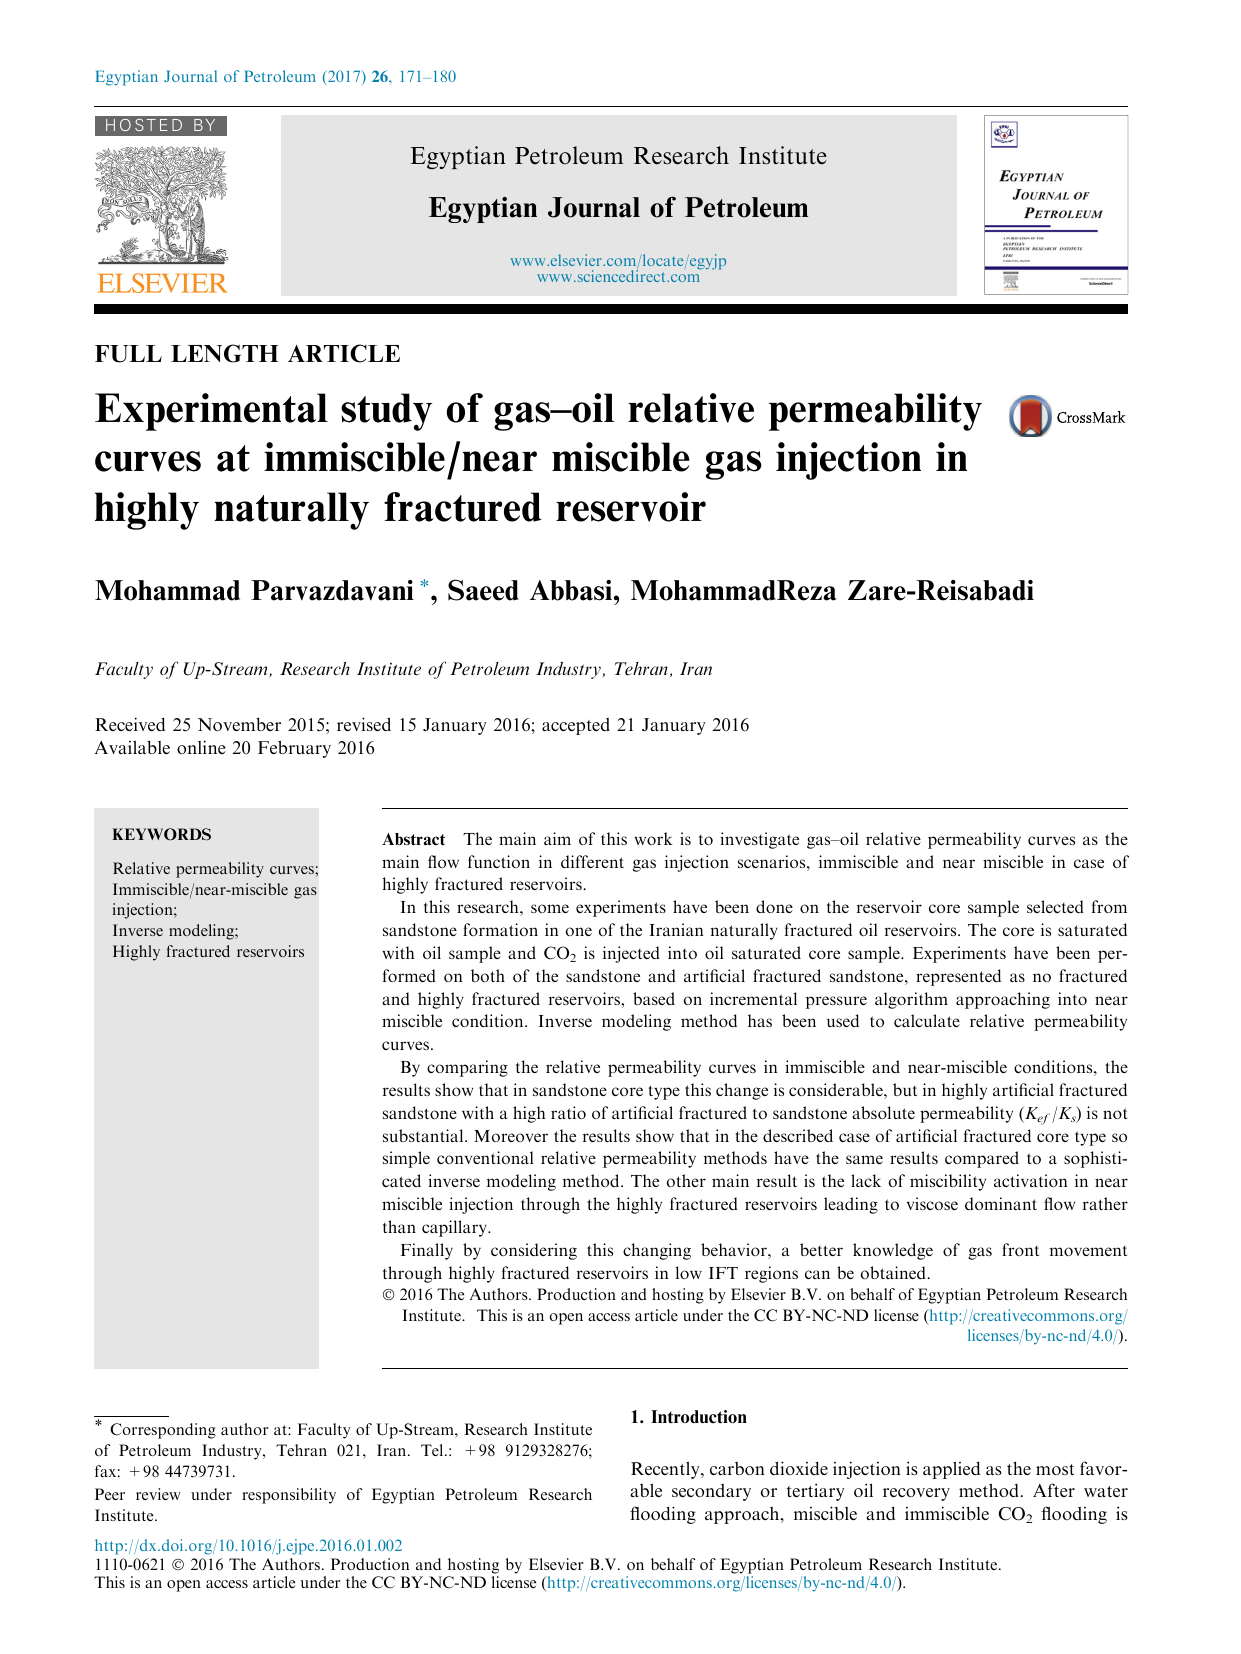 Egyptian Journal of Petroleum (2017) 26, 171–180
HOSTED BY
ELSEVIER
Egyptian Petroleum Research Institute
Egyptian Journal of Petroleum
www.elsevier.com/locate/egyjp
www.sciencedirect.com
EGYPTIAN
JOURNAL OF
PETROLEUM
A PUBLICATION OF THE
EGYPTIAN
PETROLEUM RESEARCH INSTITUTE
EPRI
ScienceDirect
FULL LENGTH ARTICLE
Experimental study of gas–oil relative permeability
curves at immiscible/near miscible gas injection in
highly naturally fractured reservoir
CrossMark
Mohammad Parvazdavani *, Saeed Abbasi, MohammadReza Zare-Reisabadi
Faculty of Up-Stream, Research Institute of Petroleum Industry, Tehran, Iran
Received 25 November 2015; revised 15 January 2016; accepted 21 January 2016
Available online 20 February 2016
KEYWORDS
Relative permeability curves;
Immiscible/near-miscible gas
injection;
Inverse modeling;
Highly fractured reservoirs
Abstract The main aim of this work is to investigate gas–oil relative permeability curves as the
main flow function in different gas injection scenarios, immiscible and near miscible in case of
highly fractured reservoirs.
In this research, some experiments have been done on the reservoir core sample selected from
sandstone formation in one of the Iranian naturally fractured oil reservoirs. The core is saturated
with oil sample and CO2 is injected into oil saturated core sample. Experiments have been per-
formed on both of the sandstone and artificial fractured sandstone, represented as no fractured
and highly fractured reservoirs, based on incremental pressure algorithm approaching into near
miscible condition. Inverse modeling method has been used to calculate relative permeability
curves.
By comparing the relative permeability curves in immiscible and near-miscible conditions, the
results show that in sandstone core type this change is considerable, but in highly artificial fractured
sandstone with a high ratio of artificial fractured to sandstone absolute permeability (Kef/Ks) is not
substantial. Moreover the results show that in the described case of artificial fractured core type so
simple conventional relative permeability methods have the same results compared to a sophisti-
cated inverse modeling method. The other main result is the lack of miscibility activation in near
miscible injection through the highly fractured reservoirs leading to viscose dominant flow rather
than capillary.
Finally by considering this changing behavior, a better knowledge of gas front movement
through highly fractured reservoirs in low IFT regions can be obtained.
© 2016 The Authors. Production and hosting by Elsevier B.V. on behalf of Egyptian Petroleum Research
Institute. This is an open access article under the CC BY-NC-ND license (http://creativecommons.org/
licenses/by-nc-nd/4.0/).
* Corresponding author at: Faculty of Up-Stream, Research Institute
of Petroleum Industry, Tehran 021, Iran. Tel.: +98 9129328276;
fax: +98 44739731.
Peer review under responsibility of Egyptian Petroleum Research
Institute.
1. Introduction
Recently, carbon dioxide injection is applied as the most favor-
able secondary or tertiary oil recovery method. After water
flooding approach, miscible and immiscible CO2 flooding is
http://dx.doi.org/10.1016/j.ejpe.2016.01.002
1110-0621 © 2016 The Authors. Production and hosting by Elsevier B.V. on behalf of Egyptian Petroleum Research Institute.
This is an open access article under the CC BY-NC-ND license (http://creativecommons.org/licenses/by-nc-nd/4.0/).